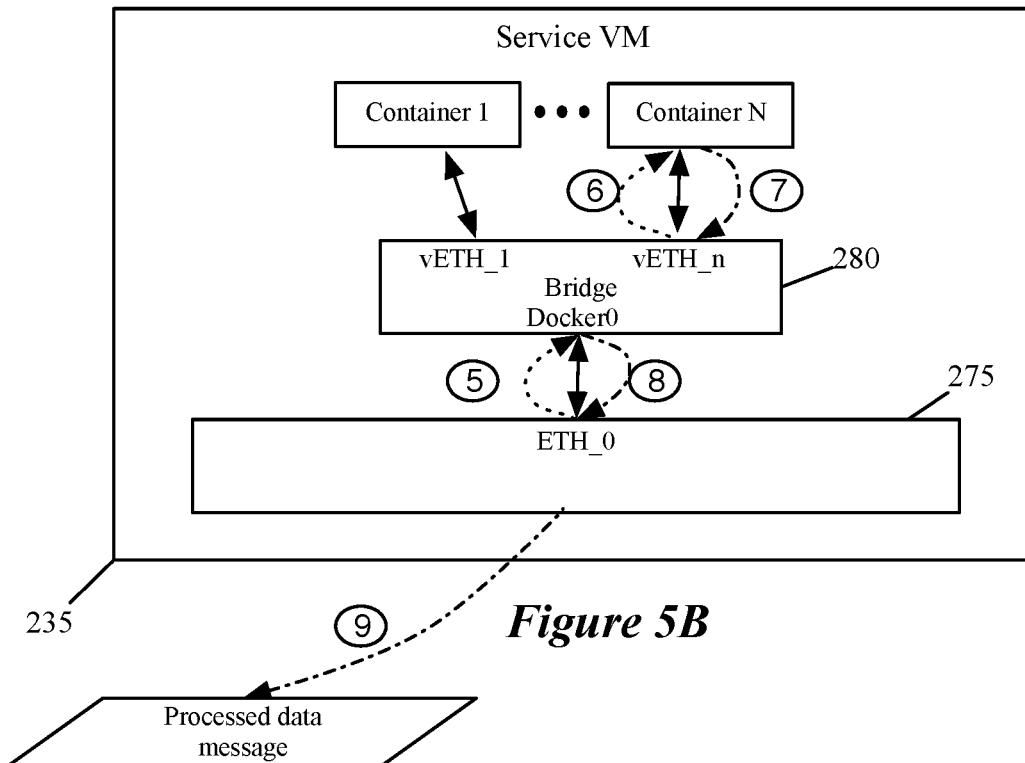 Service VM
Container 1
Container N
6
7
vETH_1
vETH_n
280
Bridge
Docker0
5
8
275
ETH_0
235
9
Figure 5B
Processed data
message